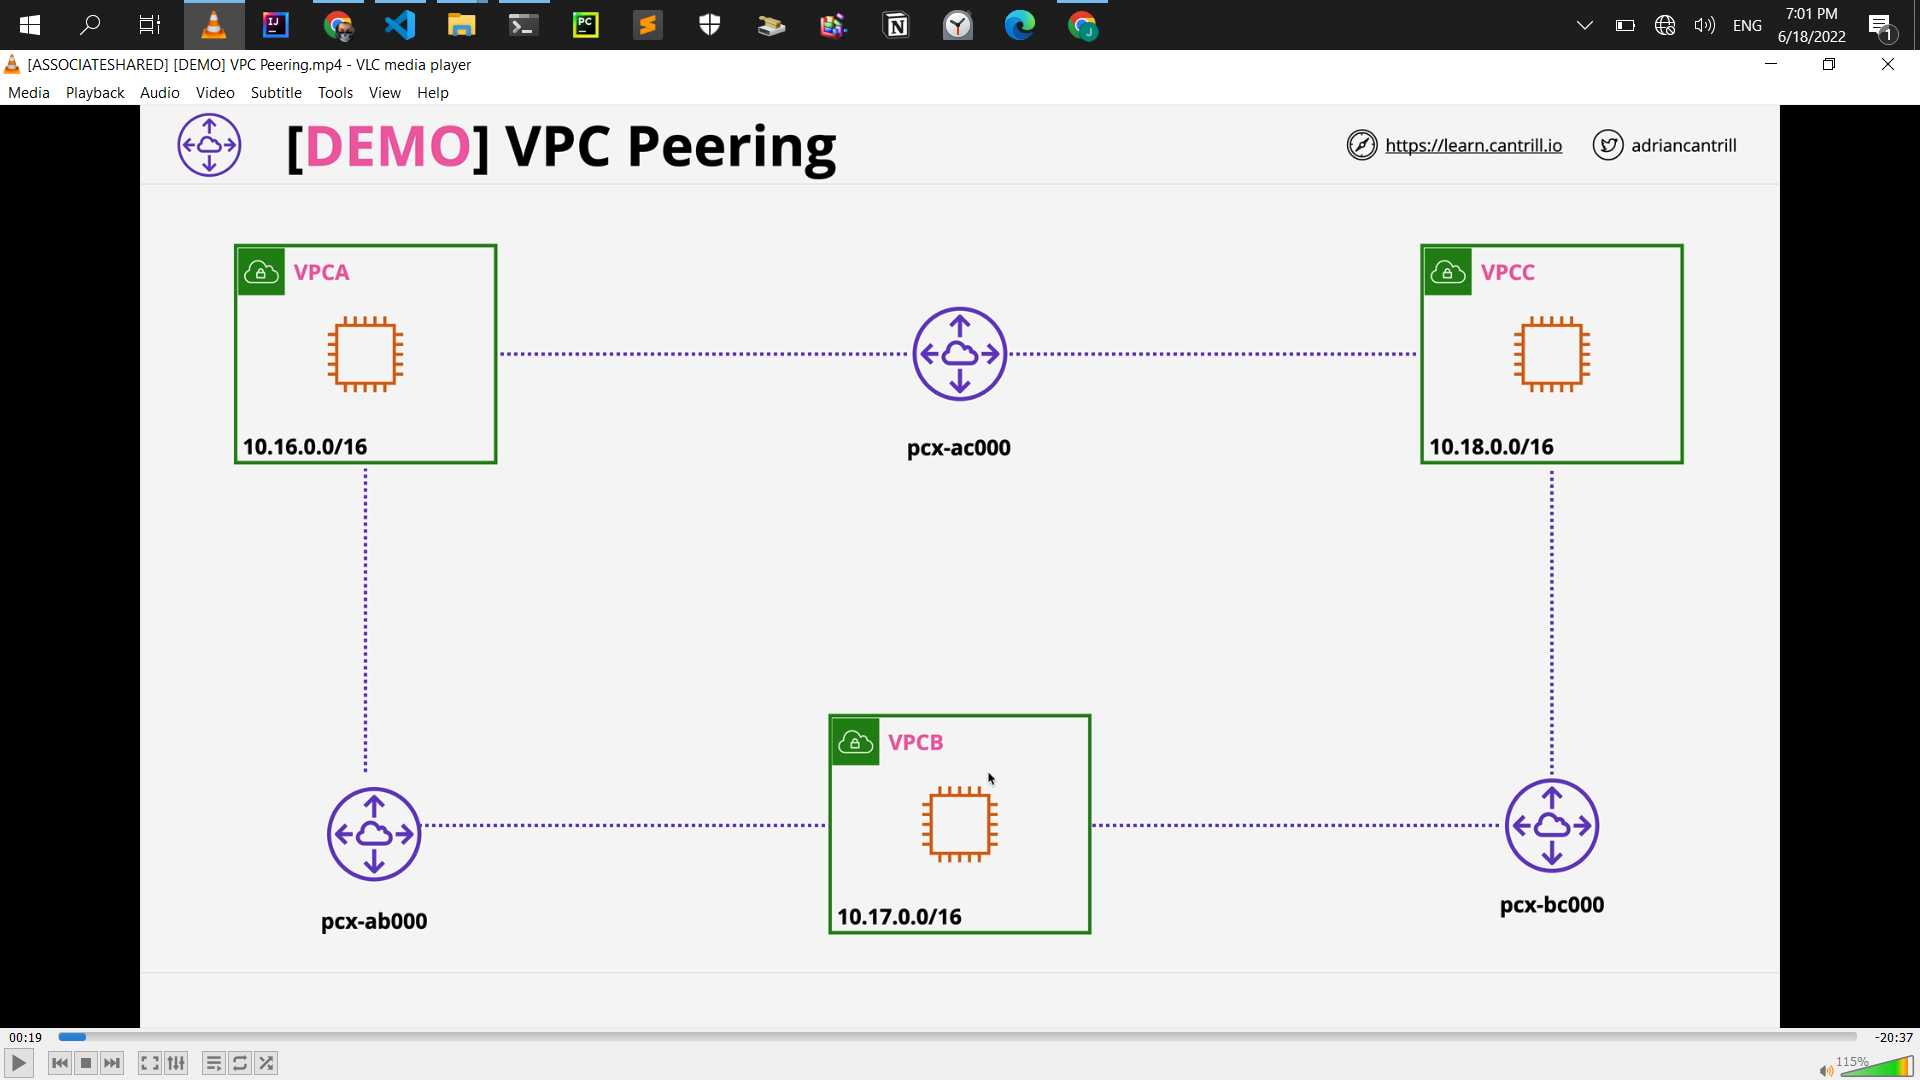 ENG
7:01 PM
6/18/2022
1
IJ
PC
[ASSOCIATESHARED] [DEMO] VPC Peering.mp4 - VLC media player
Media Playback Audio Video Subtitle Tools View Help
[DEMO] VPC Peering
https://learn.cantrill.io
adriancantrill
VPCA
10.16.0.0/16
pcx-ac000
VPCC
10.18.0.0/16
VPCB
10.17.0.0/16
pcx-ab000
pcx-bc000
00:19
-20:37
115%